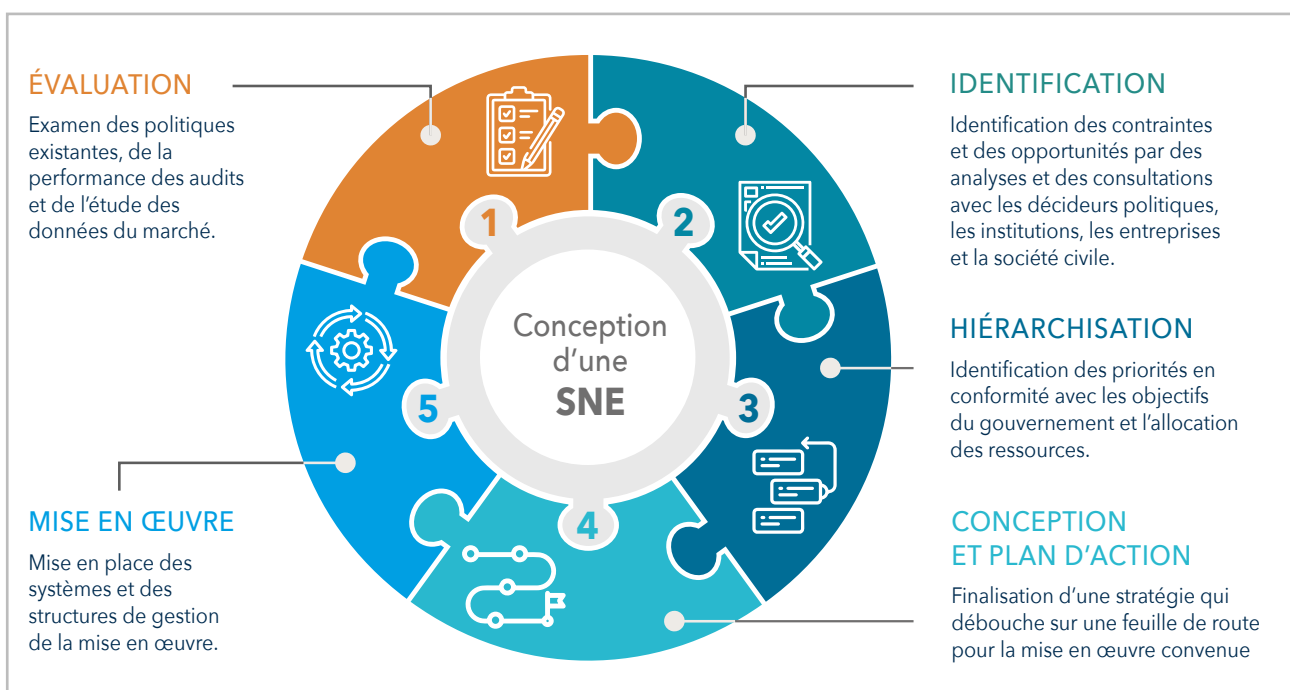 ÉVALUATION
Examen des politiques
existantes, de la
performance des audits
et de l’étude des
données du marché.
1
IDENTIFICATION
Identification des contraintes
et des opportunités par des
analyses et des consultations
avec les décideurs politiques,
les institutions, les entreprises
et la société civile.
2
HIÉRARCHISATION
Identification des priorités en
conformité avec les objectifs
du gouvernement et l’allocation
des ressources.
3
CONCEPTION
ET PLAN D’ACTION
Finalisation d’une stratégie qui
débouche sur une feuille de route
pour la mise en œuvre convenue
4
MISE EN ŒUVRE
Mise en place des
systèmes et des
structures de gestion
de la mise en œuvre.
5
Conception
d’une
SNE